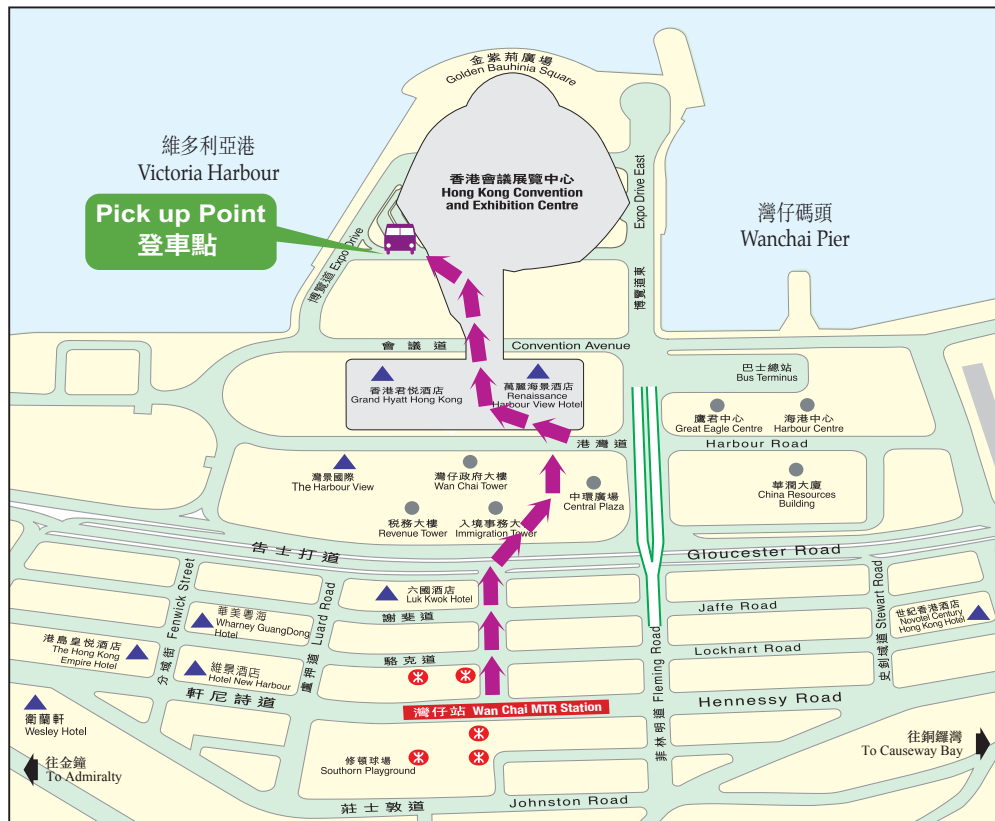 金紫荆廣場
Golden Bauhinia Square
維多利亞港
Victoria Harbour
香港會議展覽中心
Hong Kong Convention
and Exhibition Centre
Expo Drive East
博覽道東
灣仔碼頭
Wanchai Pier
Pick up Point
登車點
博覽道 Expo Drive
會議道 Convention Avenue
巴士總站
Bus Terminus
香港君悅酒店
Grand Hyatt Hong Kong
萬麗海景酒店
Renaissance
Harbour View Hotel
鷹君中心
Great Eagle Centre
海港中心
Harbour Centre
港灣道 Harbour Road
灣景國際
The Harbour View
灣仔政府大樓
Wan Chai Tower
中環廣場
Central Plaza
華潤大廈
China Resources
Building
稅務大樓
Revenue Tower
入境事務大
Immigration Tower
告士打道 Gloucester Road
分域街 Fenwick Street
盧押道 Luard Road
六國酒店
Luk Kwok Hotel
謝斐道 Jaffe Road
華美粵海
Wharney GuangDong
Hotel
世紀香港酒店
Novotel Century
Hong Kong Hotel
史釗域道 Stewart Road
港島皇悅酒店
The Hong Kong
Empire Hotel
維景酒店
Hotel New Harbour
駱克道 Lockhart Road
菲林明道 Fleming Road
軒尼詩道 Hennessy Road
灣仔站 Wan Chai MTR Station
衛蘭軒
Wesley Hotel
往金鐘
To Admiralty
修頓球場
Southorn Playground
往銅鑼灣
To Causeway Bay
莊士敦道 Johnston Road